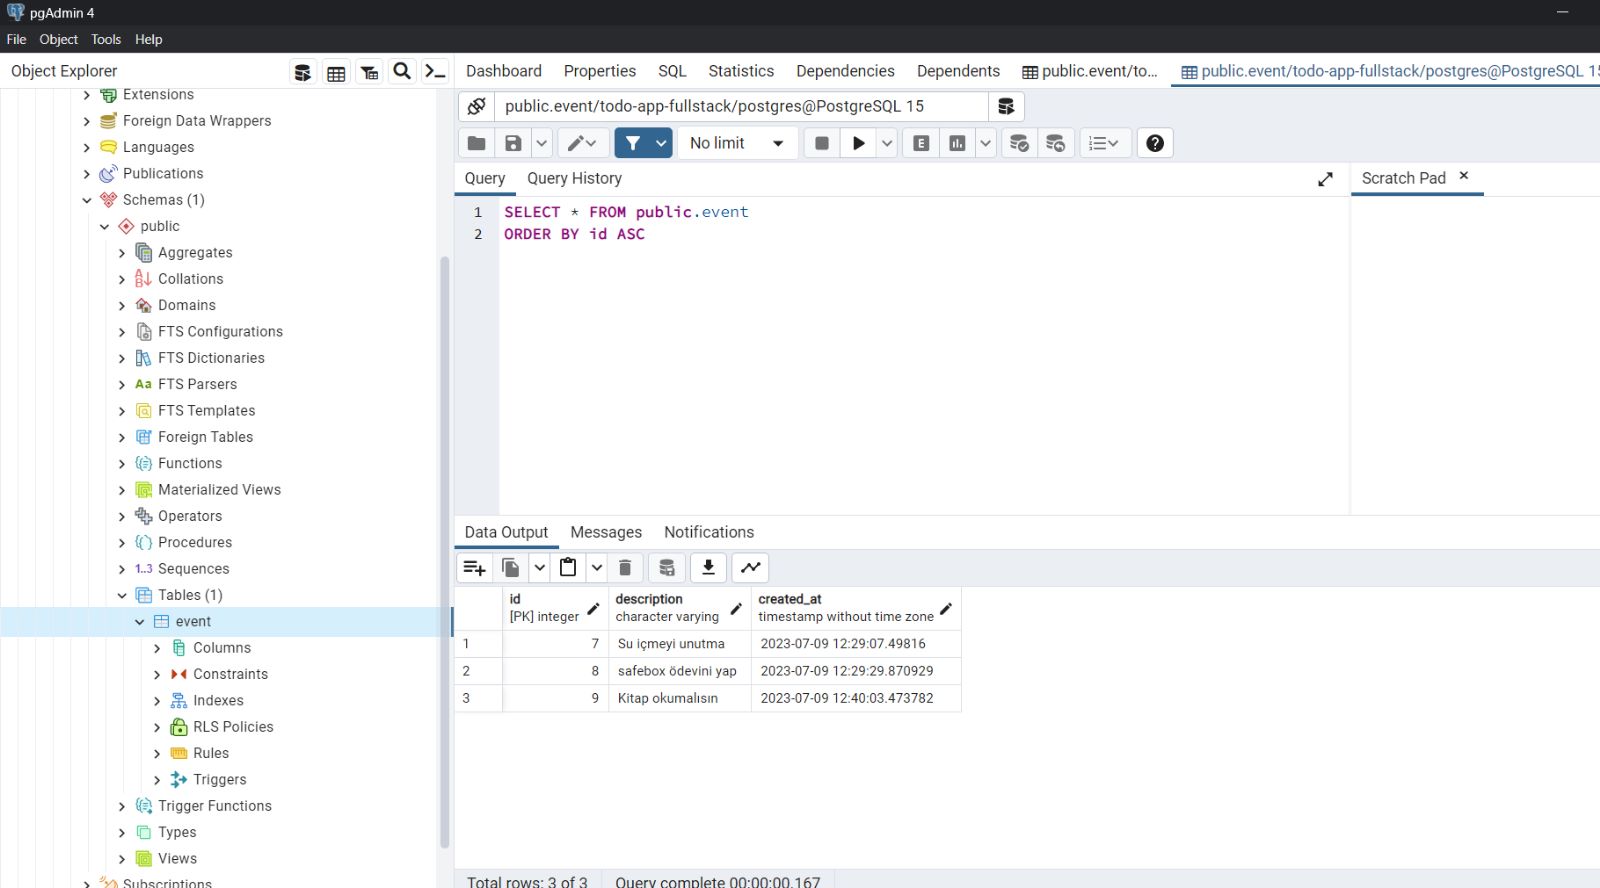 pgAdmin 4
File Object Tools Help
Object Explorer
Dashboard Properties SQL Statistics Dependencies Dependents public.event/to... public.event/todo-app-fullstack/postgres@PostgreSQL 15
Extensions
Foreign Data Wrappers
Languages
Publications
Schemas (1)
public
Aggregates
Collations
Domains
FTS Configurations
FTS Dictionaries
Aa FTS Parsers
FTS Templates
Foreign Tables
Functions
Materialized Views
Operators
Procedures
1..3 Sequences
Tables (1)
event
Columns
Constraints
Indexes
RLS Policies
Rules
Triggers
Trigger Functions
Types
Views
Subscriptions
public.event/todo-app-fullstack/postgres@PostgreSQL 15
No limit
E
Query Query History
Scratch Pad
1 SELECT * FROM public.event
2 ORDER BY id ASC
Data Output Messages Notifications
id description created_at
[PK] integer character varying timestamp without time zone
1 7 Su içmeyi unutma 2023-07-09 12:29:07.49816
2 8 safebox ödevini yap 2023-07-09 12:29:29.870929
3 9 Kitap okumalısın 2023-07-09 12:40:03.473782
Total rows: 3 of 3 Query complete 00:00:00.167